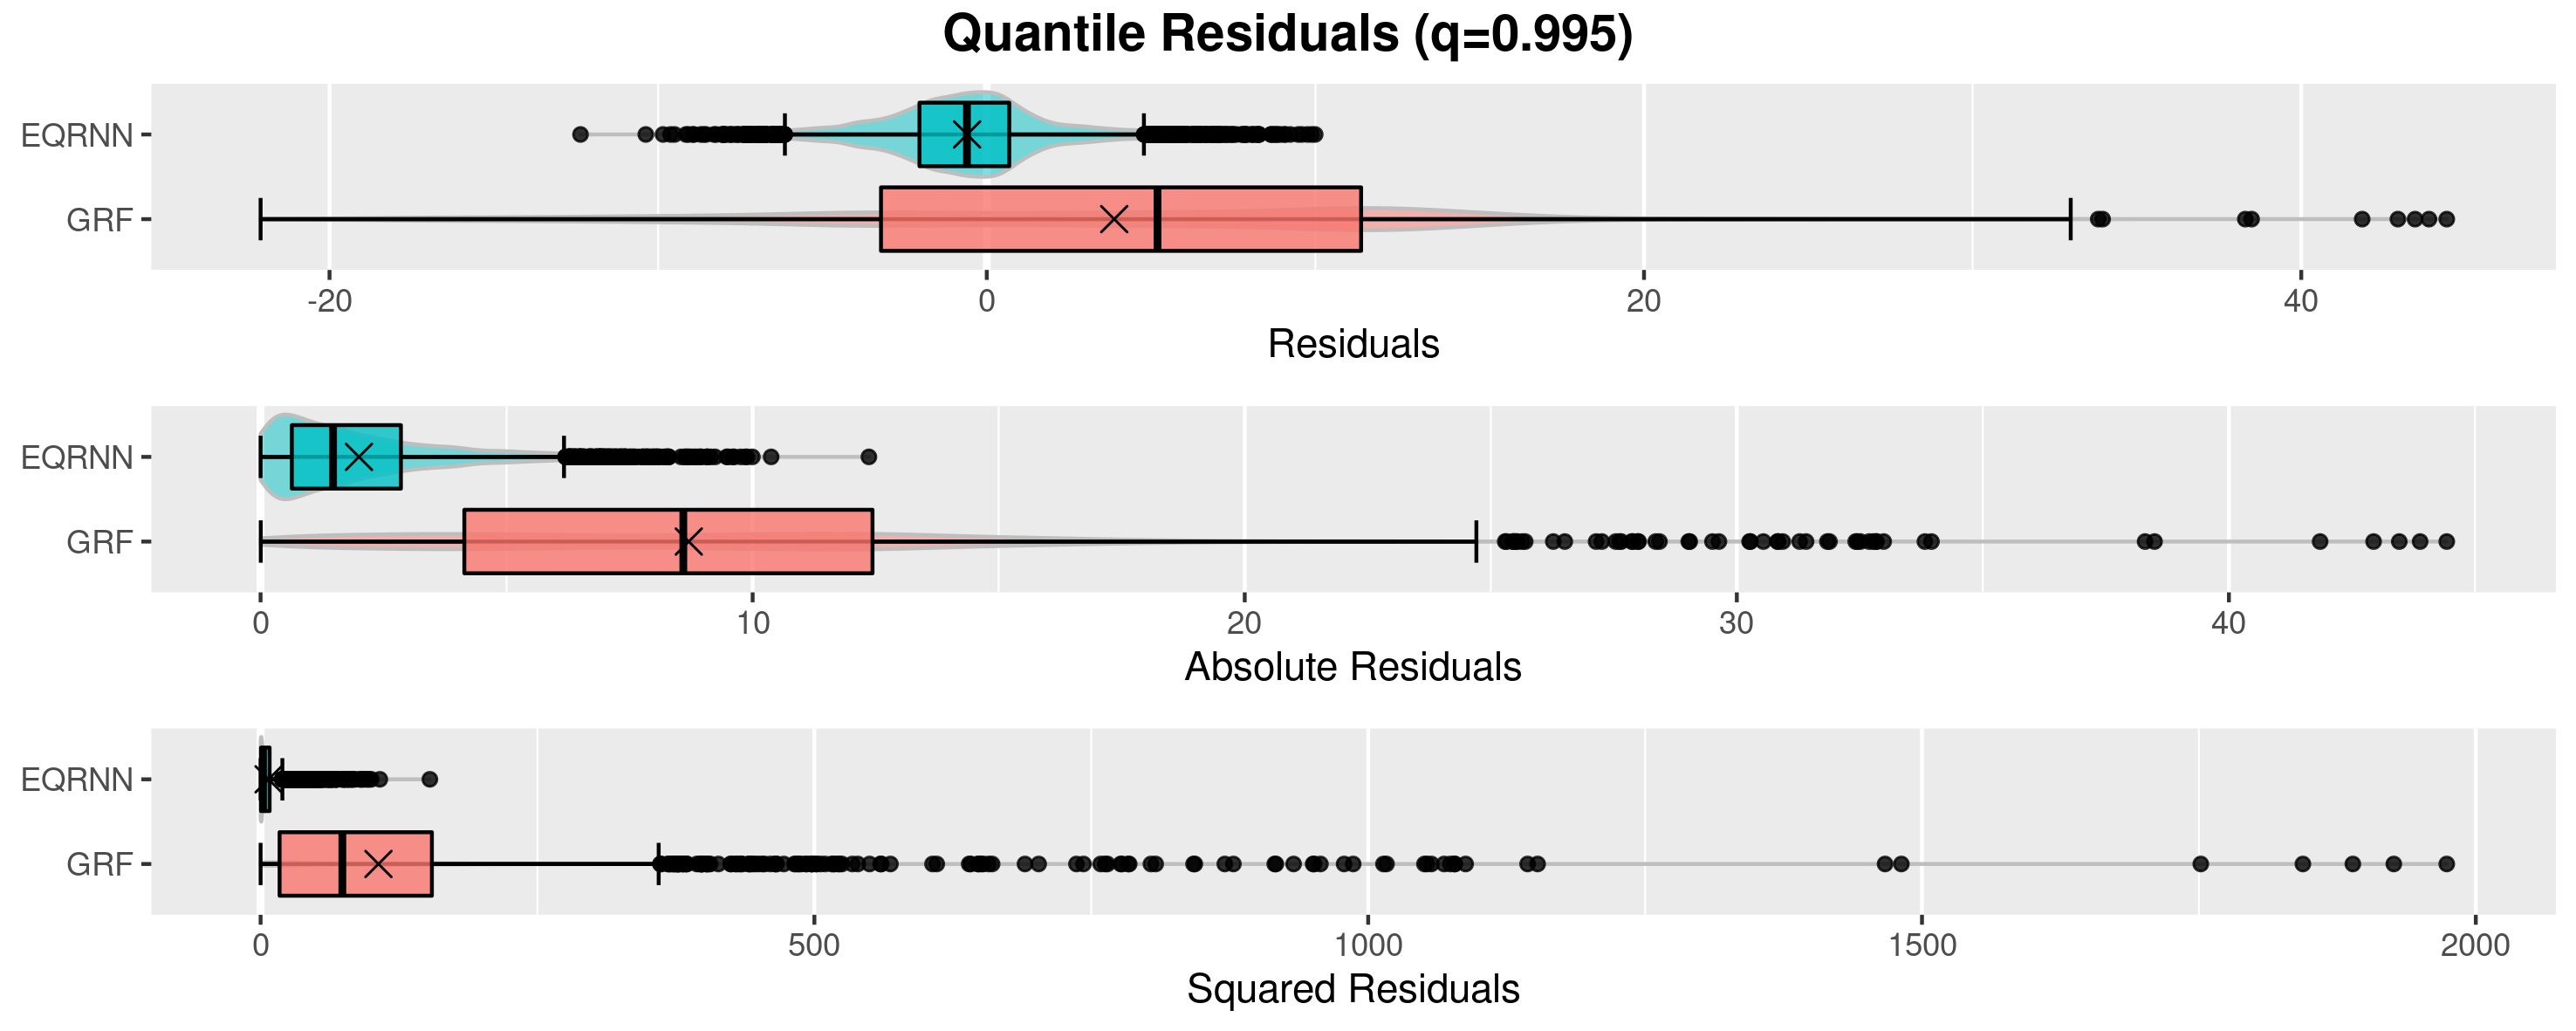 Quantile Residuals (q=0.995)
EQRNN
GRF
-20 0 20 40
Residuals
EQRNN
GRF
0 10 20 30 40
Absolute Residuals
EQRNN
GRF
0 500 1000 1500 2000
Squared Residuals